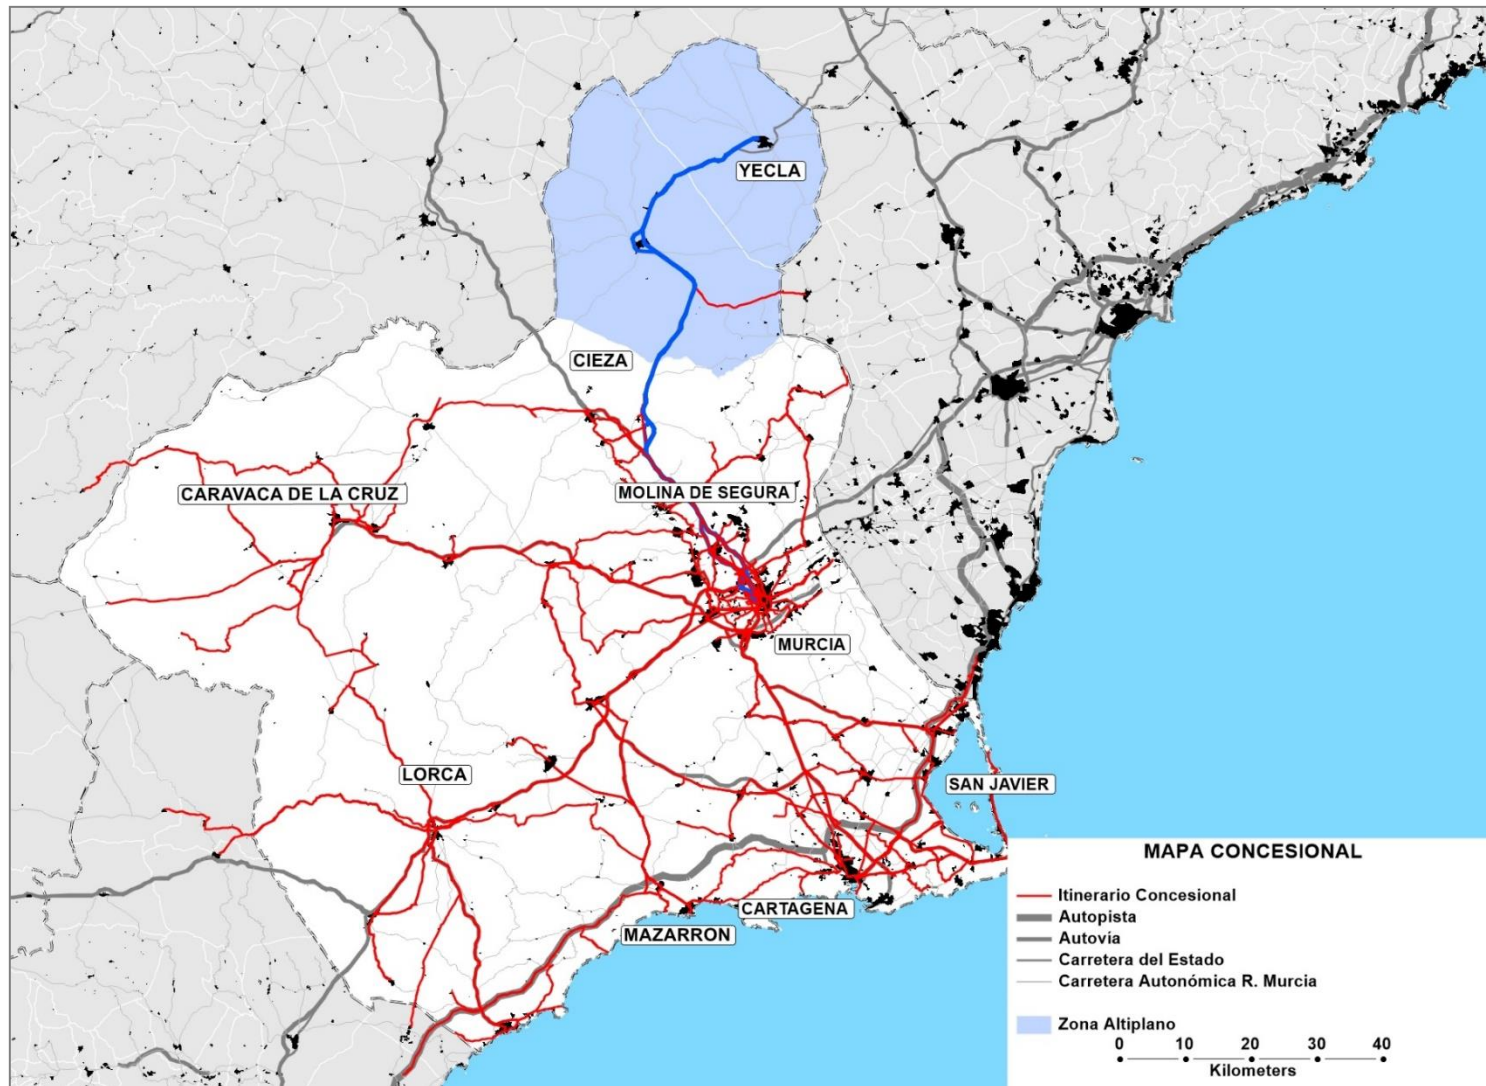 YECLA
CIEZA
CARAVACA DE LA CRUZ
MOLINA DE SEGURA
MURCIA
LORCA
SAN JAVIER
CARTAGENA
MAZARRON
MAPA CONCESIONAL
Itinerario Concesional
Autopista
Autovia
Carretera del Estado
Carretera Autonómica R. Murcia
Zona Altiplano
0 10 20 30 40
Kilometers